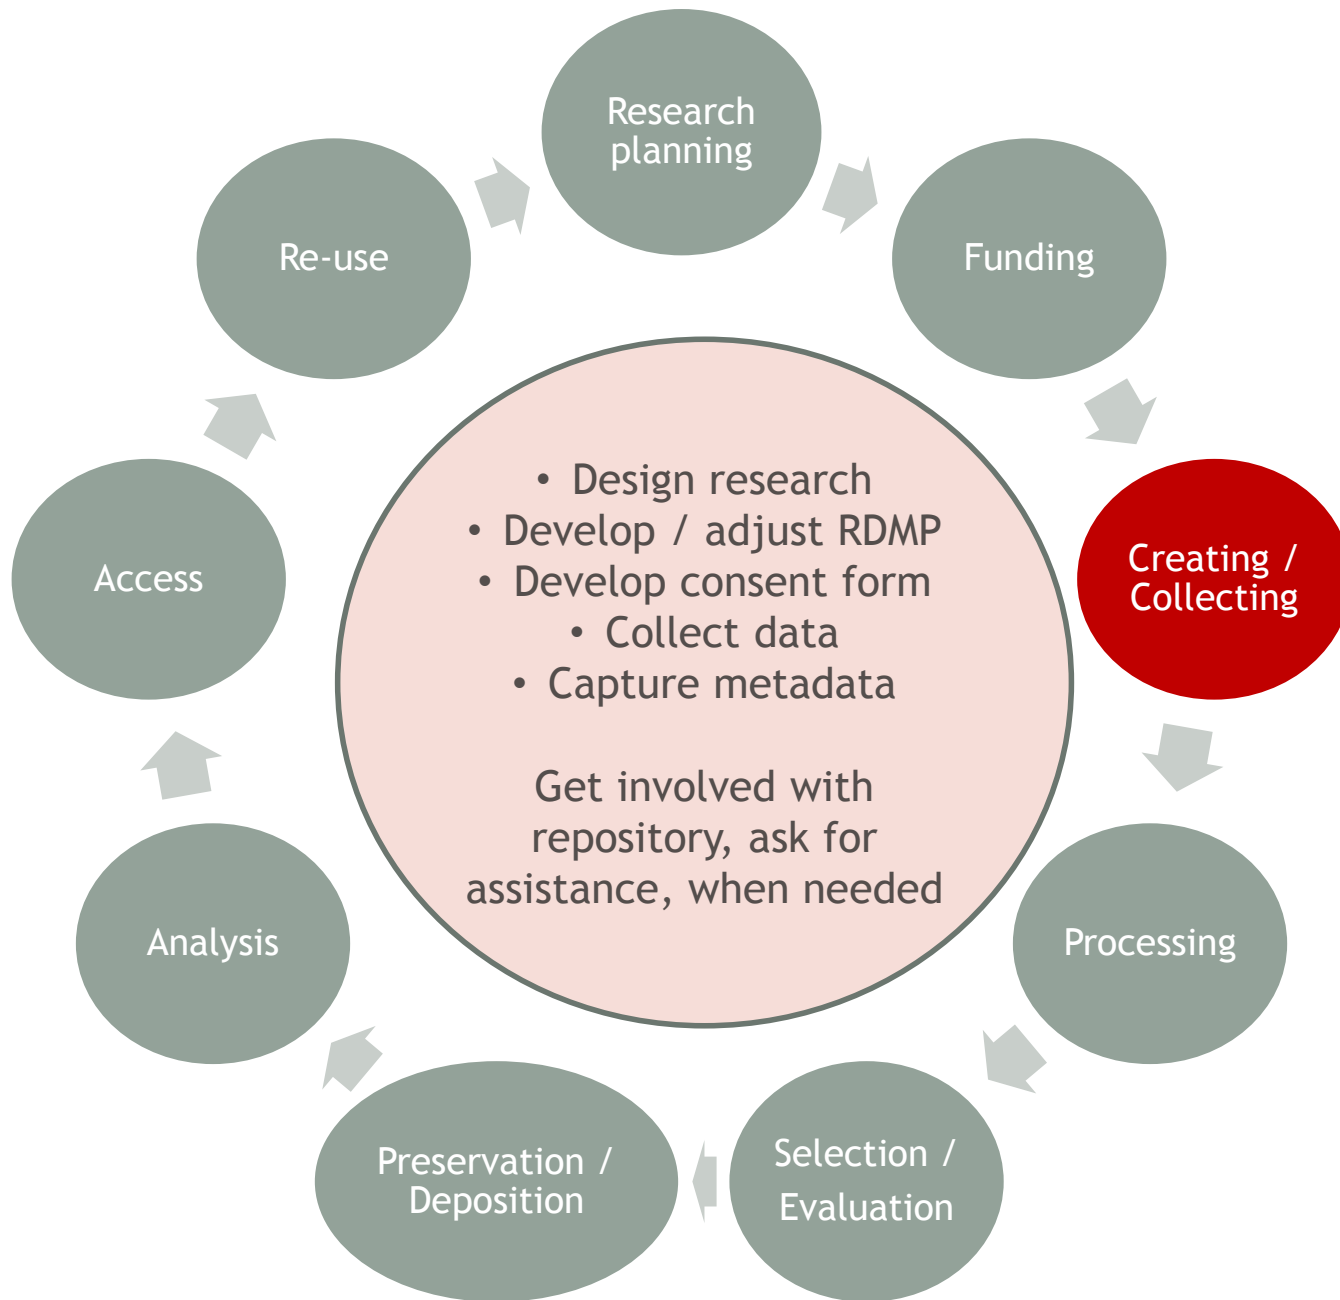 Research
planning
Funding
Creating /
Collecting
Processing
Selection /
Evaluation
Preservation /
Deposition
Analysis
Access
Re-use
• Design research
• Develop / adjust RDMP
• Develop consent form
• Collect data
• Capture metadata
Get involved with
repository, ask for
assistance, when needed